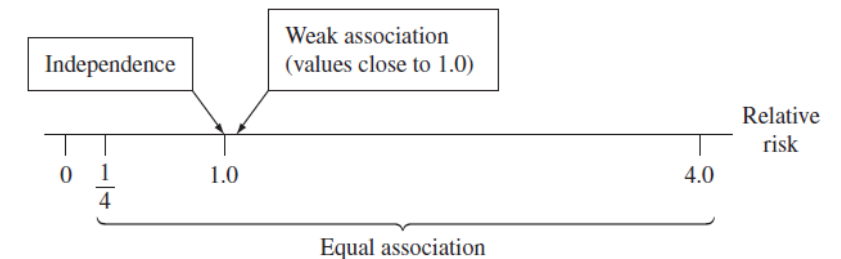 Weak association
(values close to 1.0)
Independence
Relative
risk
0
1
4
1.0
4.0
Equal association